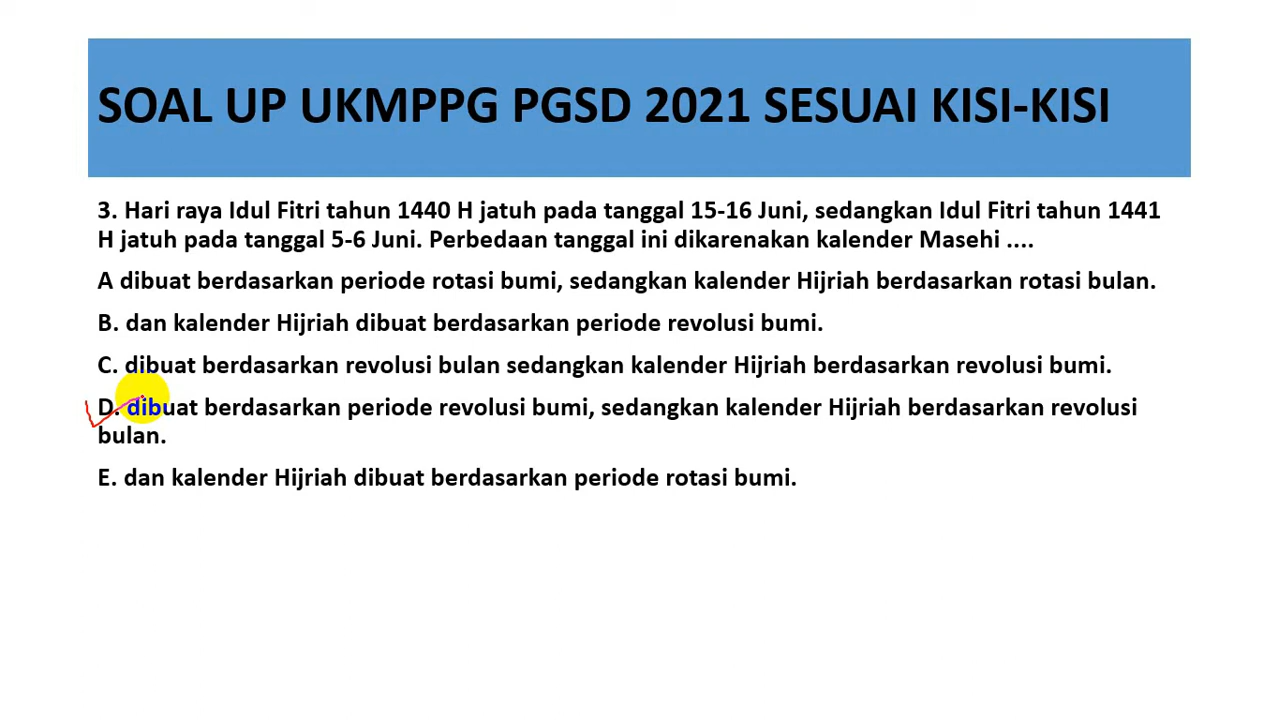 SOAL UP UKMPPG PGSD 2021 SESUAI KISI-KISI
3. Hari raya Idul Fitri tahun 1440 H jatuh pada tanggal 15-16 Juni, sedangkan Idul Fitri tahun 1441
H jatuh pada tanggal 5-6 Juni. Perbedaan tanggal ini dikarenakan kalender Masehi ....
A dibuat berdasarkan periode rotasi bumi, sedangkan kalender Hijriah berdasarkan rotasi bulan.
B. dan kalender Hijriah dibuat berdasarkan periode revolusi bumi.
C. dibuat berdasarkan revolusi bulan sedangkan kalender Hijriah berdasarkan revolusi bumi.
D. dibuat berdasarkan periode revolusi bumi, sedangkan kalender Hijriah berdasarkan revolusi
bulan.
E. dan kalender Hijriah dibuat berdasarkan periode rotasi bumi.